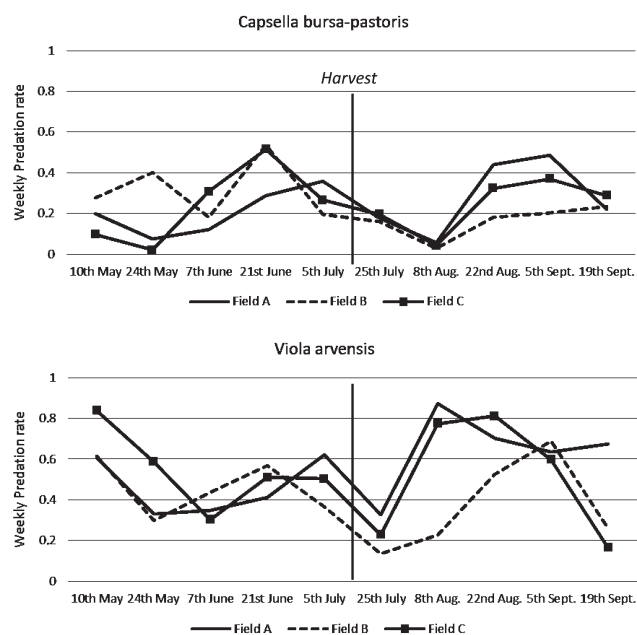 Capsella bursa-pastoris
1
Harvest
0.8
0.6
0.4
0.2
0
Weekly Predation rate
10th May 24th May 7th June 21st June 5th July 25th July 8th Aug. 22nd Aug. 5th Sept. 19th Sept.
Field A Field B Field C
Viola arvensis
1
0.8
0.6
0.4
0.2
0
Weekly Predation rate
10th May 24th May 7th June 21st June 5th July 25th July 8th Aug. 22nd Aug. 5th Sept. 19th Sept.
Field A Field B Field C